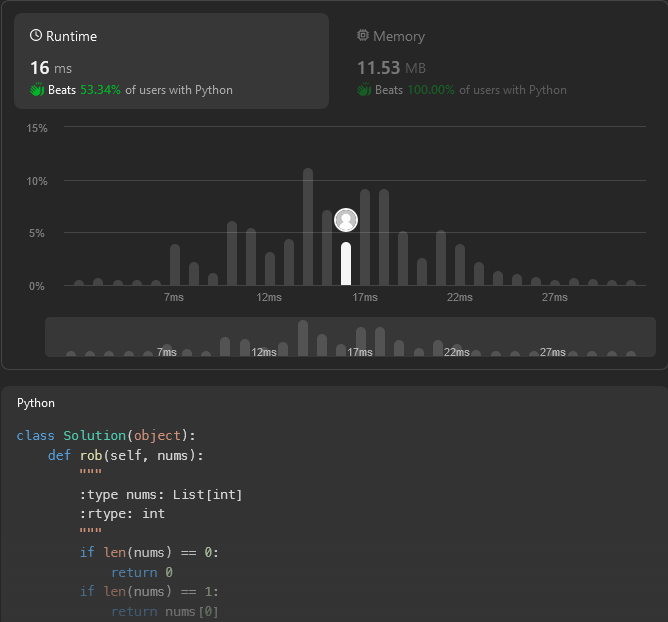 Runtime
Memory
16 ms
11.53 MB
Beats 53.34% of users with Python
Beats 100.00% of users with Python
15%
10%
5%
0%
7ms 12ms 17ms 22ms 27ms
7ms 12ms 17ms 22ms 27ms
Python
class Solution(object):
    def rob(self, nums):
        """
        :type nums: List[int]
        :rtype: int
        """
        if len(nums) == 0:
            return 0
        if len(nums) == 1:
            return nums[0]